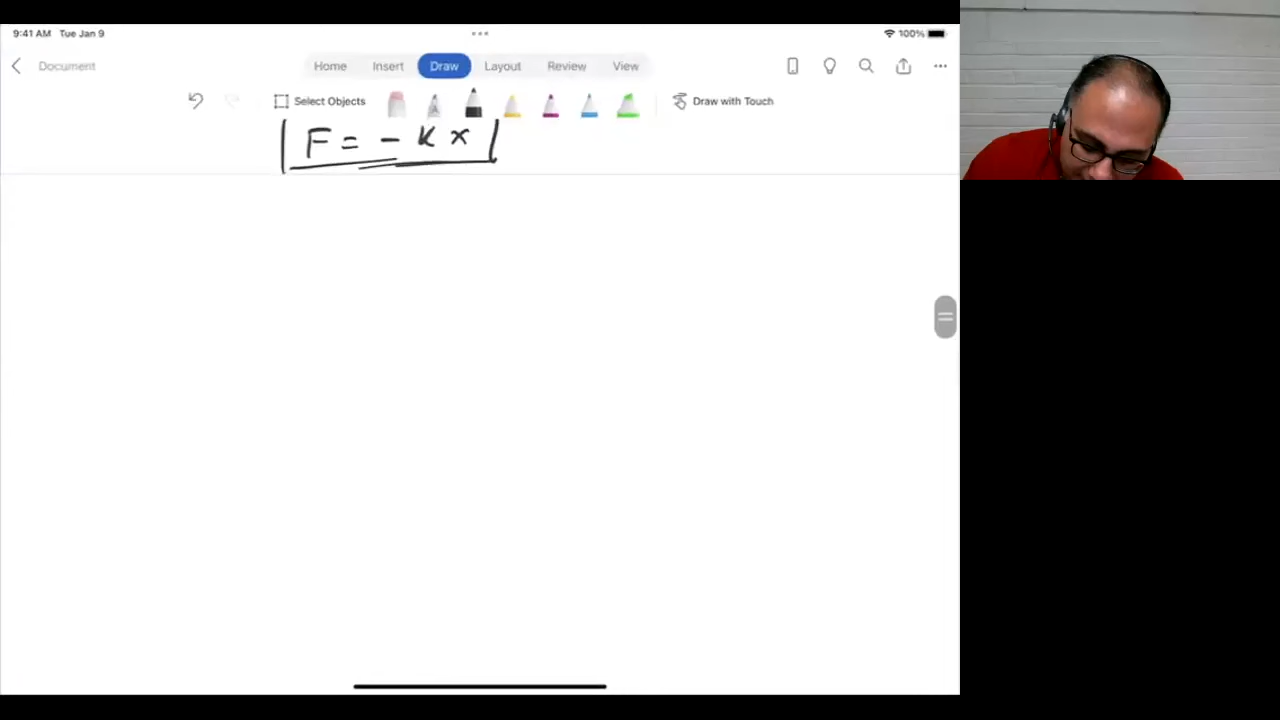 9:41 AM Tue Jan 9
100%
Document
Home Insert Draw Layout Review View
Select Objects
Draw with Touch
F = - K x